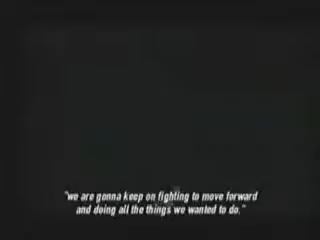 "we are gonna keep on fighting to move forward
and doing all the things we wanted to do."